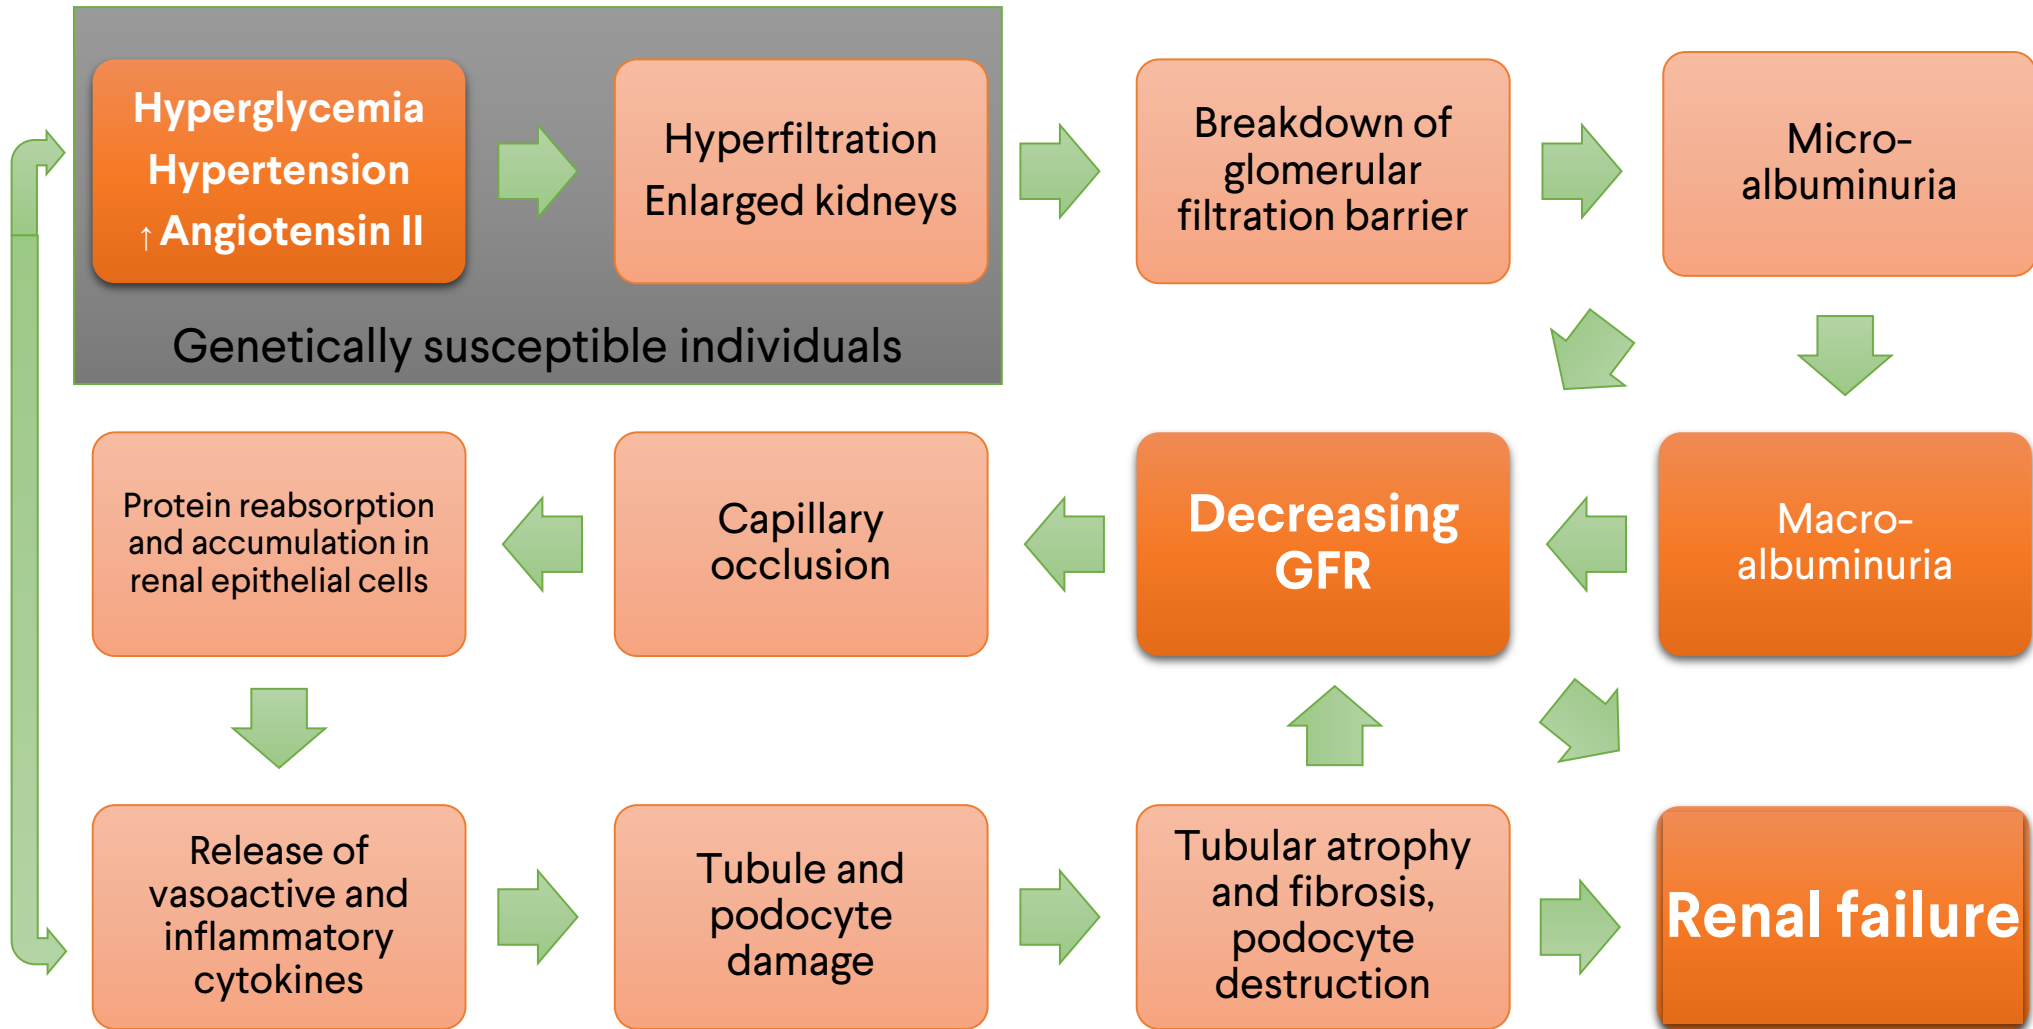 Hyperglycemia
Hypertension
↑ Angiotensin II
Hyperfiltration
Enlarged kidneys
Genetically susceptible individuals
Breakdown of
glomerular
filtration barrier
Micro-
albuminuria
Protein reabsorption
and accumulation in
renal epithelial cells
Capillary
occlusion
Decreasing
GFR
Macro-
albuminuria
Release of
vasoactive and
inflammatory
cytokines
Tubule and
podocyte
damage
Tubular atrophy
and fibrosis,
podocyte
destruction
Renal failure